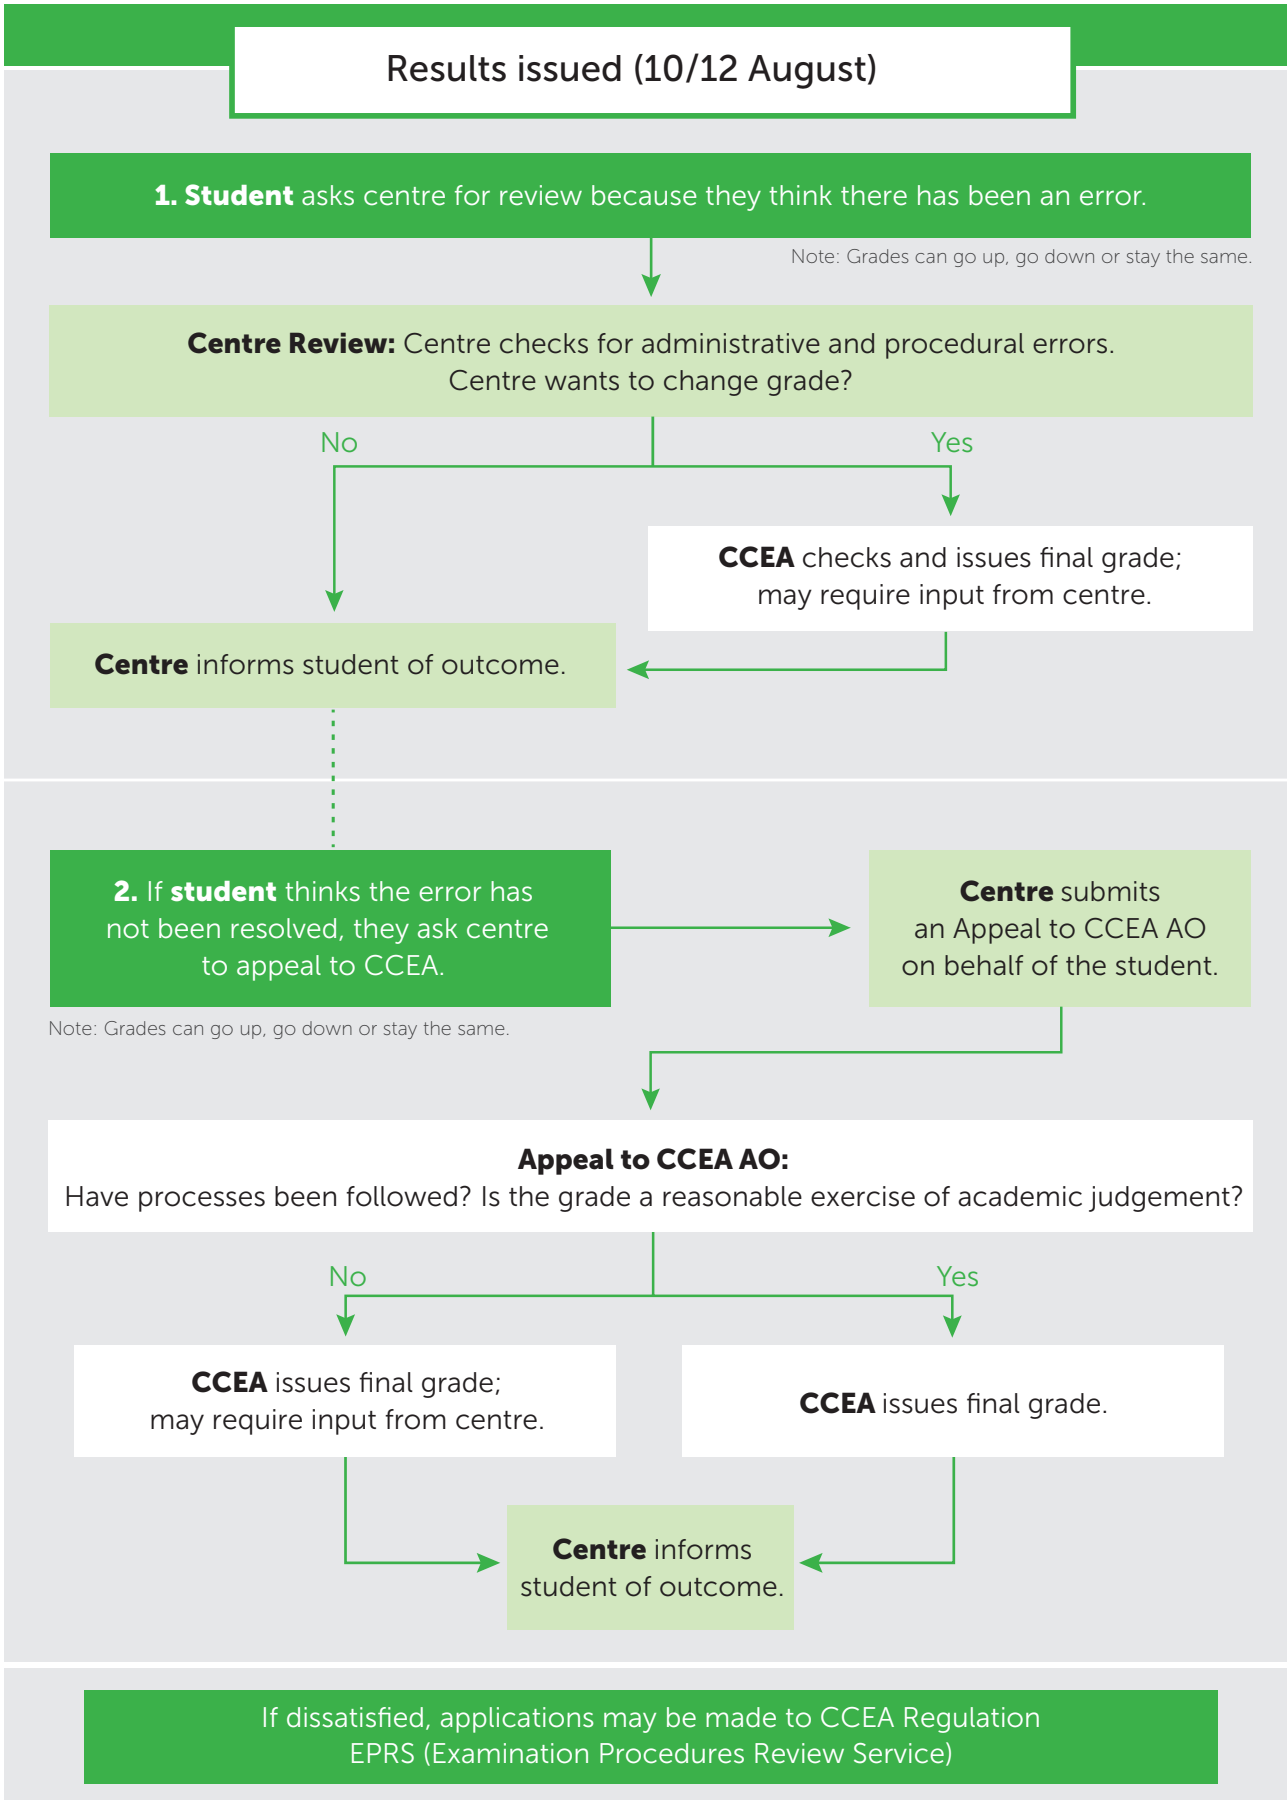 Results issued (10/12 August)
1. Student asks centre for review because they think there has been an error.
Note: Grades can go up, go down or stay the same.
Centre Review: Centre checks for administrative and procedural errors.
Centre wants to change grade?
No
Yes
CCEA checks and issues final grade;
may require input from centre.
Centre informs student of outcome.
2. If student thinks the error has
not been resolved, they ask centre
to appeal to CCEA.
Note: Grades can go up, go down or stay the same.
Centre submits
an Appeal to CCEA AO
on behalf of the student.
Appeal to CCEA AO:
Have processes been followed? Is the grade a reasonable exercise of academic judgement?
No
Yes
CCEA issues final grade;
may require input from centre.
CCEA issues final grade.
Centre informs
student of outcome.
If dissatisfied, applications may be made to CCEA Regulation
EPRS (Examination Procedures Review Service)